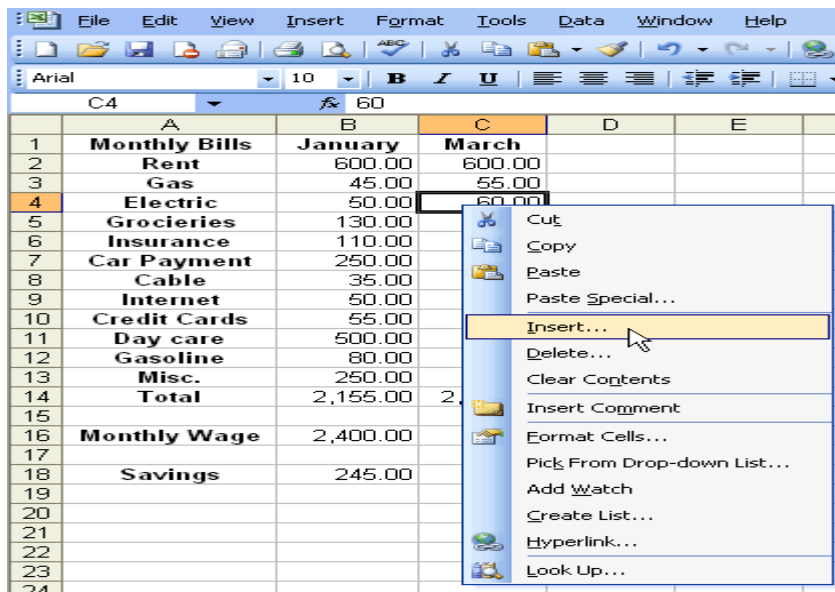 File Edit View Insert Format Tools Data Window Help
ABC
Arial 10 B I U
C4 fx 60
A B C D E
1 Monthly Bills January March
2 Rent 600.00 600.00
3 Gas 45.00 55.00
4 Electric 50.00 60.00
5 Grocieries 130.00
6 Insurance 110.00
7 Car Payment 250.00
8 Cable 35.00
9 Internet 50.00
10 Credit Cards 55.00
11 Day care 500.00
12 Gasoline 80.00
13 Misc. 250.00
14 Total 2,155.00 2,
15
16 Monthly Wage 2,400.00
17
18 Savings 245.00
19
20
21
22
23
24
Cut
Copy
Paste
Paste Special...
Insert...
Delete...
Clear Contents
Insert Comment
Format Cells...
Pick From Drop-down List...
Add Watch
Create List...
Hyperlink...
Look Up...